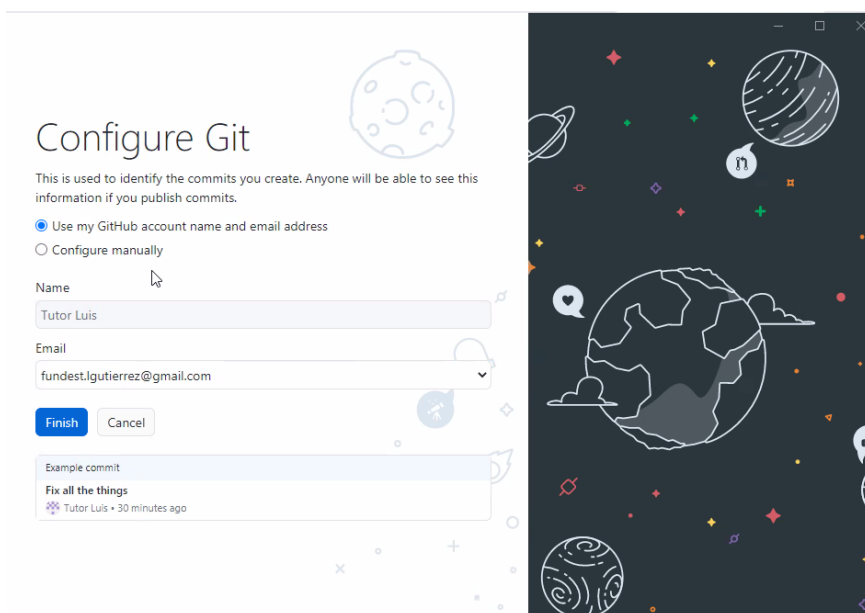 Configure Git
This is used to identify the commits you create. Anyone will be able to see this
information if you publish commits.
Use my GitHub account name and email address
Configure manually
Name
Tutor Luis
Email
fundest.lgutierrez@gmail.com
Finish
Cancel
Example commit
Fix all the things
Tutor Luis • 30 minutes ago